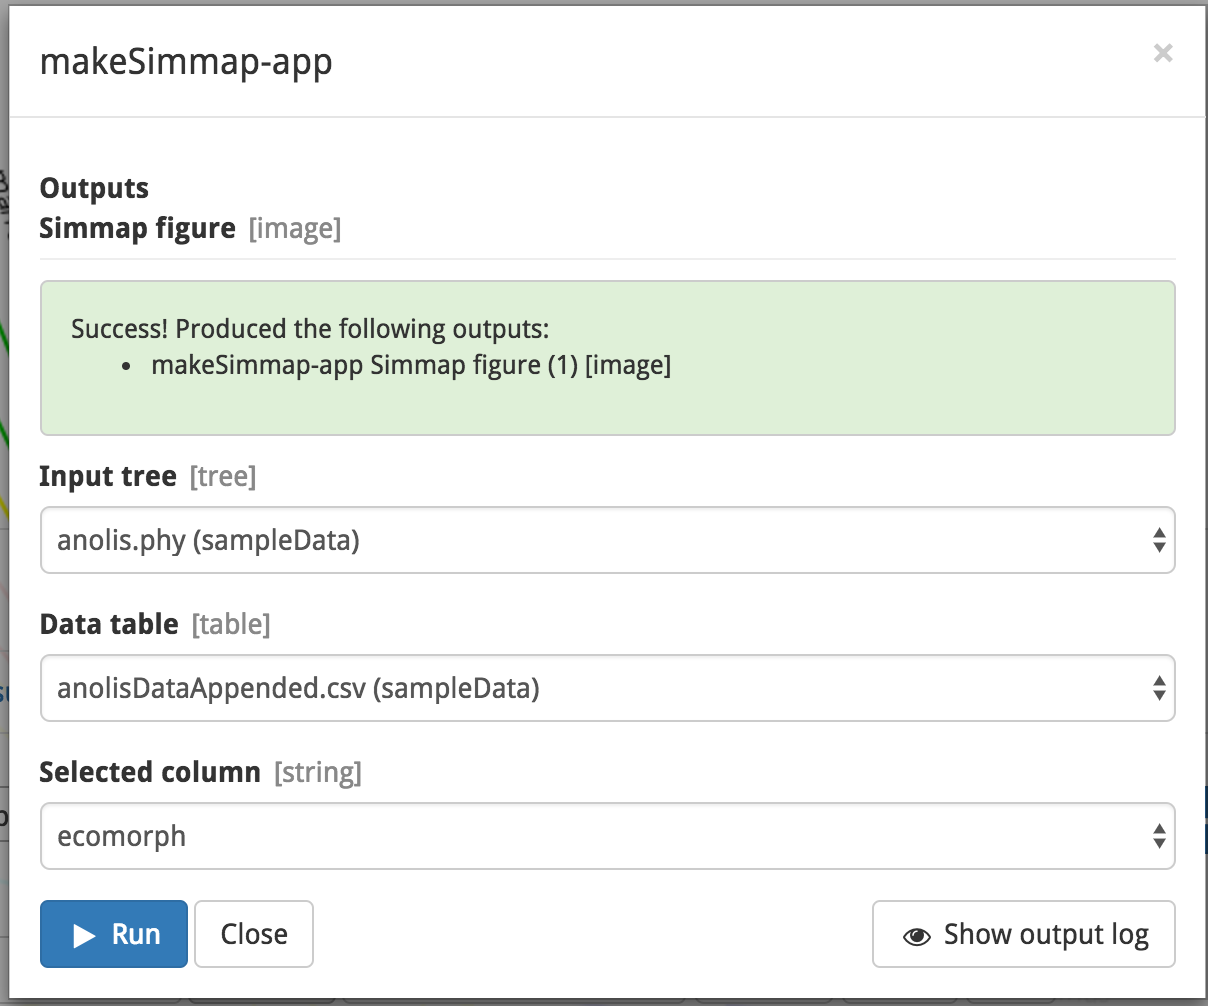 makeSimmap-app
×
Outputs
Simmap figure [image]
Success! Produced the following outputs:
• makeSimmap-app Simmap figure (1) [image]
Input tree [tree]
anolis.phy (sampleData)
Data table [table]
anolisDataAppended.csv (sampleData)
Selected column [string]
ecomorph
Run Close Show output log